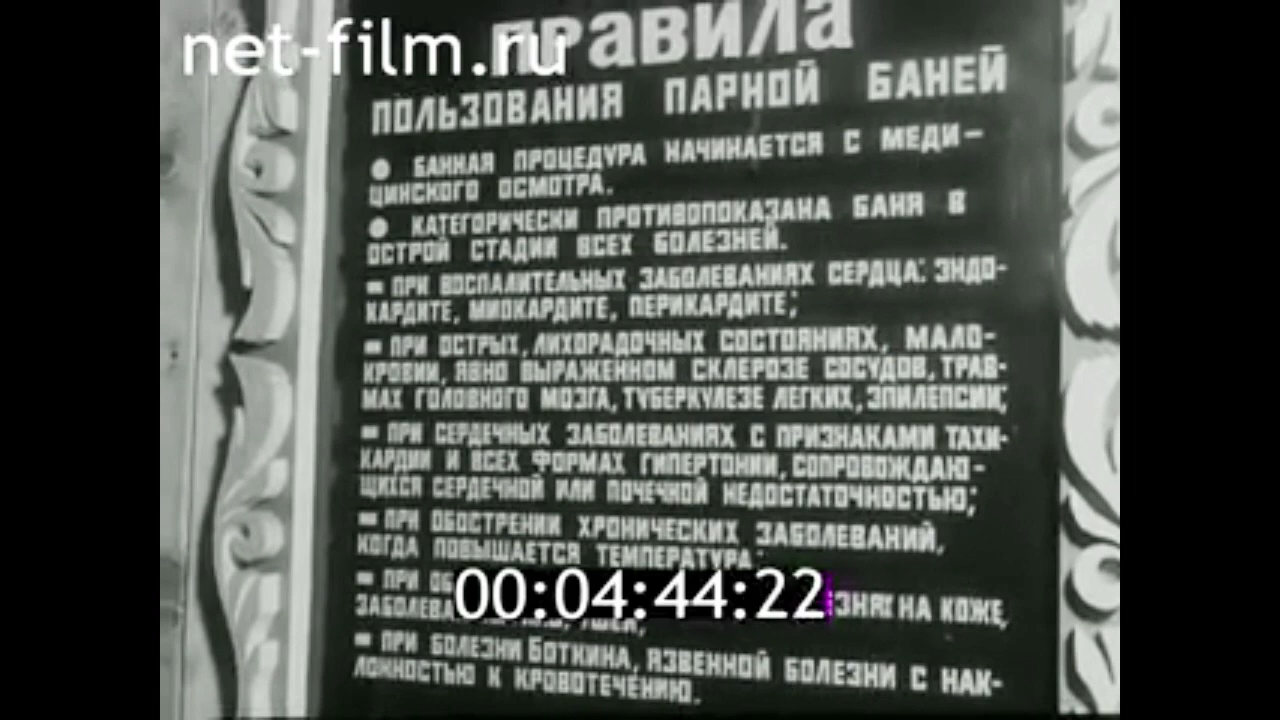 net-film.ru
правила
ПОЛЬЗОВАНИЯ ПАРНОЙ БАНЕЙ
● БАННАЯ ПРОЦЕДУРА НАЧИНАЕТСЯ С МЕДИ-
ЦИНСКОГО ОСМОТРА.
● КАТЕГОРИЧЕСКИ ПРОТИВОПОКАЗАНА БАНЯ В
ОСТРОЙ СТАДИИ ВСЕХ БОЛЕЗНЕЙ.
- ПРИ ВОСПАЛИТЕЛЬНЫХ ЗАБОЛЕВАНИЯХ СЕРДЦА: ЭНДО-
КАРДИТЕ, МИОКАРДИТЕ, ПЕРИКАРДИТЕ;
- ПРИ ОСТРЫХ, ЛИХОРАДОЧНЫХ СОСТОЯНИЯХ, МАЛО-
КРОВИИ, ЯВНО ВЫРАЖЕННОМ СКЛЕРОЗЕ СОСУДОВ, ТРАВ-
МАХ ГОЛОВНОГО МОЗГА, ТУБЕРКУЛЕЗЕ ЛЕГКИХ, ЭПИЛЕПСИИ;
- ПРИ СЕРДЕЧНЫХ ЗАБОЛЕВАНИЯХ С ПРИЗНАКАМИ ТАХИ-
КАРДИИ И ВСЕХ ФОРМАХ ГИПЕРТОНИИ, СОПРОВОЖДАЮ-
ЩИХСЯ СЕРДЕЧНОЙ ИЛИ ПОЧЕЧНОЙ НЕДОСТАТОЧНОСТЬЮ;
- ПРИ ОБОСТРЕНИИ ХРОНИЧЕСКИХ ЗАБОЛЕВАНИЙ,
КОГДА ПОВЫШАЕТСЯ ТЕМПЕРАТУРА;
- ПРИ НА КОЖЕ,
00:04:44:22
- ПРИ БОЛЕЗНИ БОТКИНА, ЯЗВЕННОЙ БОЛЕЗНИ С НАК-
ЛОННОСТЬЮ К КРОВОТЕЧЕНИЮ.